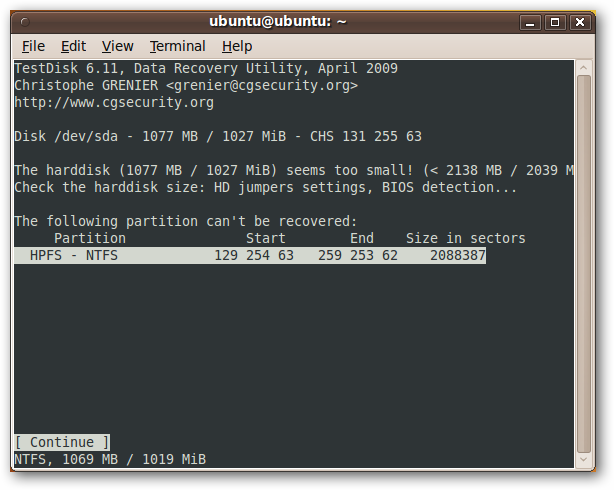 ubuntu@ubuntu: ~
File Edit View Terminal Help
TestDisk 6.11, Data Recovery Utility, April 2009
Christophe GRENIER <grenier@cgsecurity.org>
http://www.cgsecurity.org
Disk /dev/sda - 1077 MB / 1027 MiB - CHS 131 255 63
The harddisk (1077 MB / 1027 MiB) seems too small! (< 2138 MB / 2039 M
Check the harddisk size: HD jumpers settings, BIOS detection...
The following partition can't be recovered:
Partition Start End Size in sectors
HPFS - NTFS 129 254 63 259 253 62 2088387
[ Continue ]
NTFS, 1069 MB / 1019 MiB